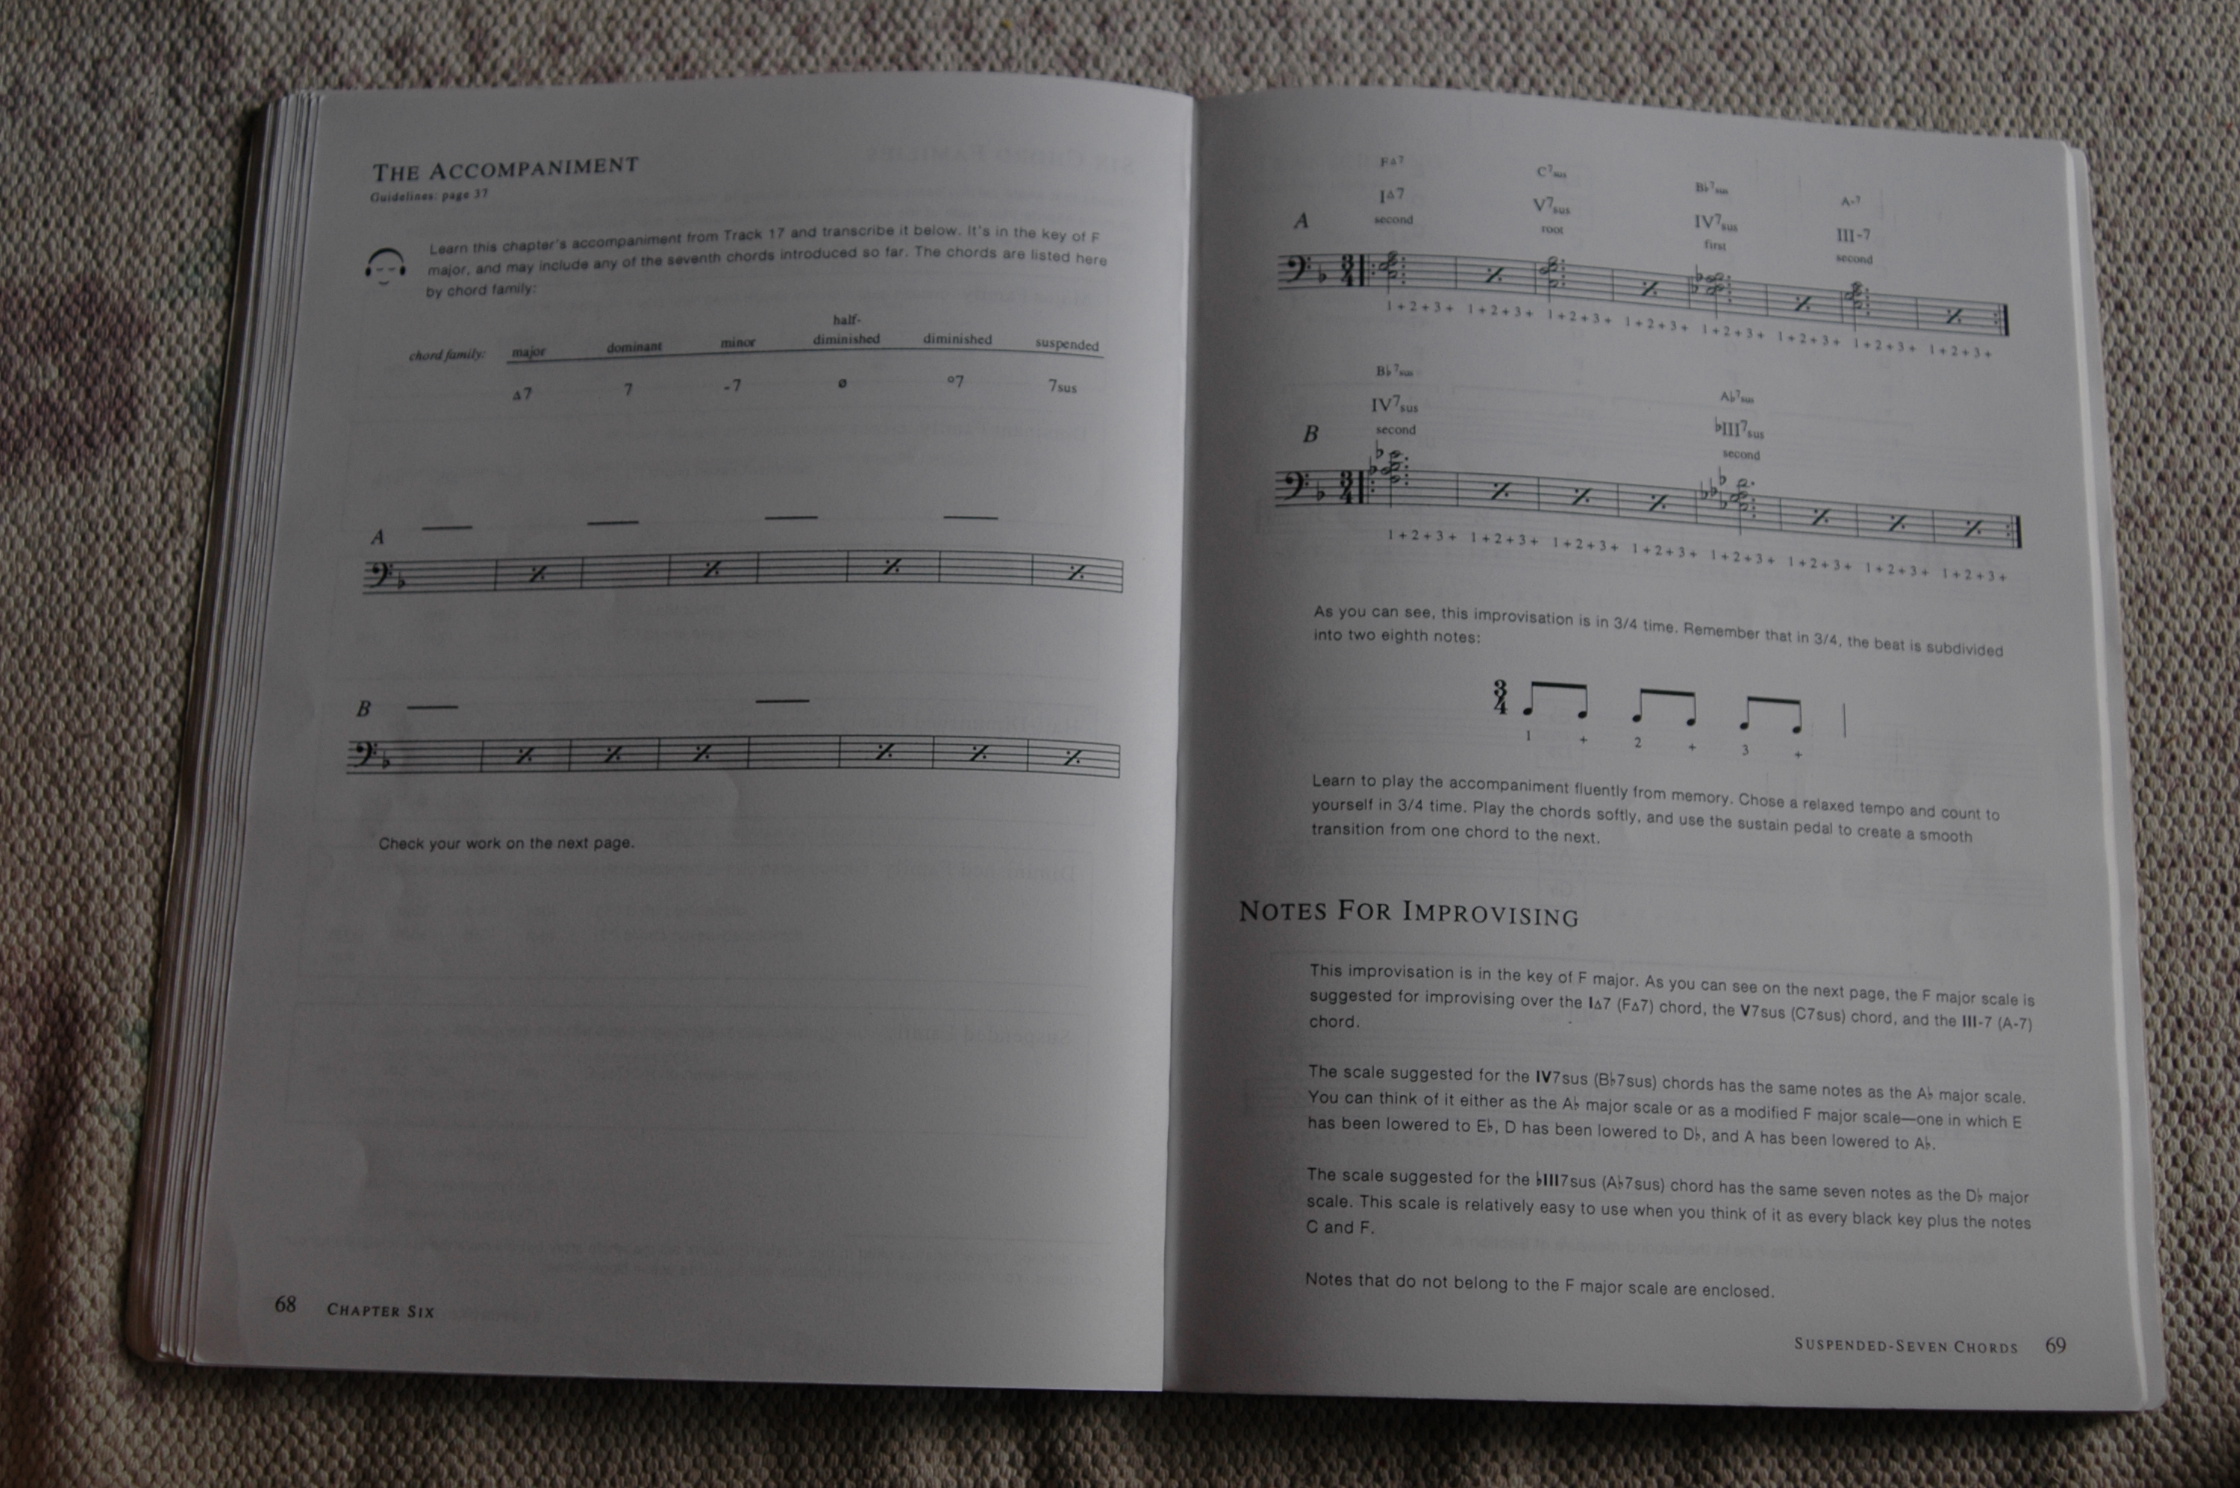 THE ACCOMPANIMENT
Guidelines: page 37
Learn this chapter's accompaniment from Track 17 and transcribe it below. It's in the key of F
major, and may include any of the seventh chords introduced so far. The chords are listed here
by chord family:
half-
chord family: major dominant minor diminished diminished suspended
∆7 7 -7 ø °7 7sus
A
B
Check your work on the next page.
68 CHAPTER SIX
F∆7 C7sus B♭7sus A-7
I∆7 V7sus IV7sus III-7
second root first second
A
3/4
1+2+3+ 1+2+3+ 1+2+3+ 1+2+3+ 1+2+3+ 1+2+3+ 1+2+3+ 1+2+3+
B♭7sus A♭7sus
IV7sus ♭III7sus
second second
B
3/4
1+2+3+ 1+2+3+ 1+2+3+ 1+2+3+ 1+2+3+ 1+2+3+ 1+2+3+ 1+2+3+
As you can see, this improvisation is in 3/4 time. Remember that in 3/4, the beat is subdivided
into two eighth notes:
3/4
1 + 2 + 3 +
Learn to play the accompaniment fluently from memory. Chose a relaxed tempo and count to
yourself in 3/4 time. Play the chords softly, and use the sustain pedal to create a smooth
transition from one chord to the next.
NOTES FOR IMPROVISING
This improvisation is in the key of F major. As you can see on the next page, the F major scale is
suggested for improvising over the I∆7 (F∆7) chord, the V7sus (C7sus) chord, and the III-7 (A-7)
chord.
The scale suggested for the IV7sus (B♭7sus) chords has the same notes as the A♭ major scale.
You can think of it either as the A♭ major scale or as a modified F major scale—one in which E
has been lowered to E♭, D has been lowered to D♭, and A has been lowered to A♭.
The scale suggested for the ♭III7sus (A♭7sus) chord has the same seven notes as the D♭ major
scale. This scale is relatively easy to use when you think of it as every black key plus the notes
C and F.
Notes that do not belong to the F major scale are enclosed.
SUSPENDED-SEVEN CHORDS 69